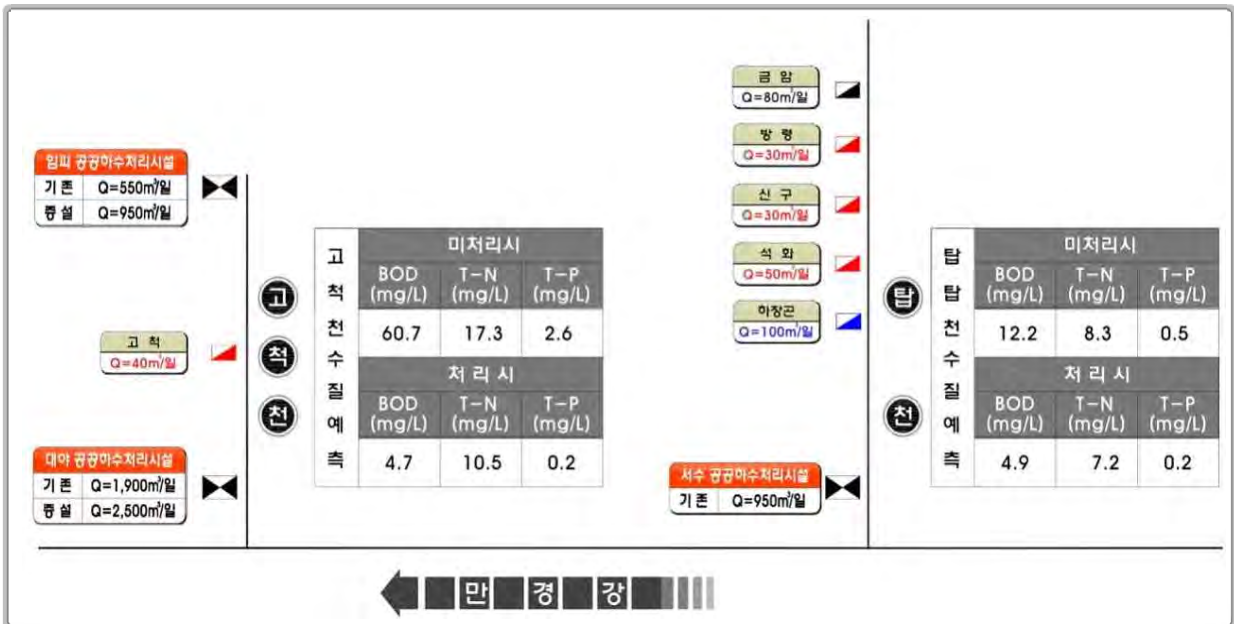 임피 공공하수처리시설
기존 Q=550m³/일
증설 Q=950m³/일
고척
Q=40m³/일
대야 공공하수처리시설
기존 Q=1,900m³/일
증설 Q=2,500m³/일
고
척
천
고척천수질예측
미처리시
BOD (mg/L) T-N (mg/L) T-P (mg/L)
60.7 17.3 2.6
처리시
BOD (mg/L) T-N (mg/L) T-P (mg/L)
4.7 10.5 0.2
금암
Q=80m³/일
방령
Q=30m³/일
신구
Q=30m³/일
석화
Q=50m³/일
하장곤
Q=100m³/일
서수 공공하수처리시설
기존 Q=950m³/일
탑
천
탑탑천수질예측
미처리시
BOD (mg/L) T-N (mg/L) T-P (mg/L)
12.2 8.3 0.5
처리시
BOD (mg/L) T-N (mg/L) T-P (mg/L)
4.9 7.2 0.2
만경강